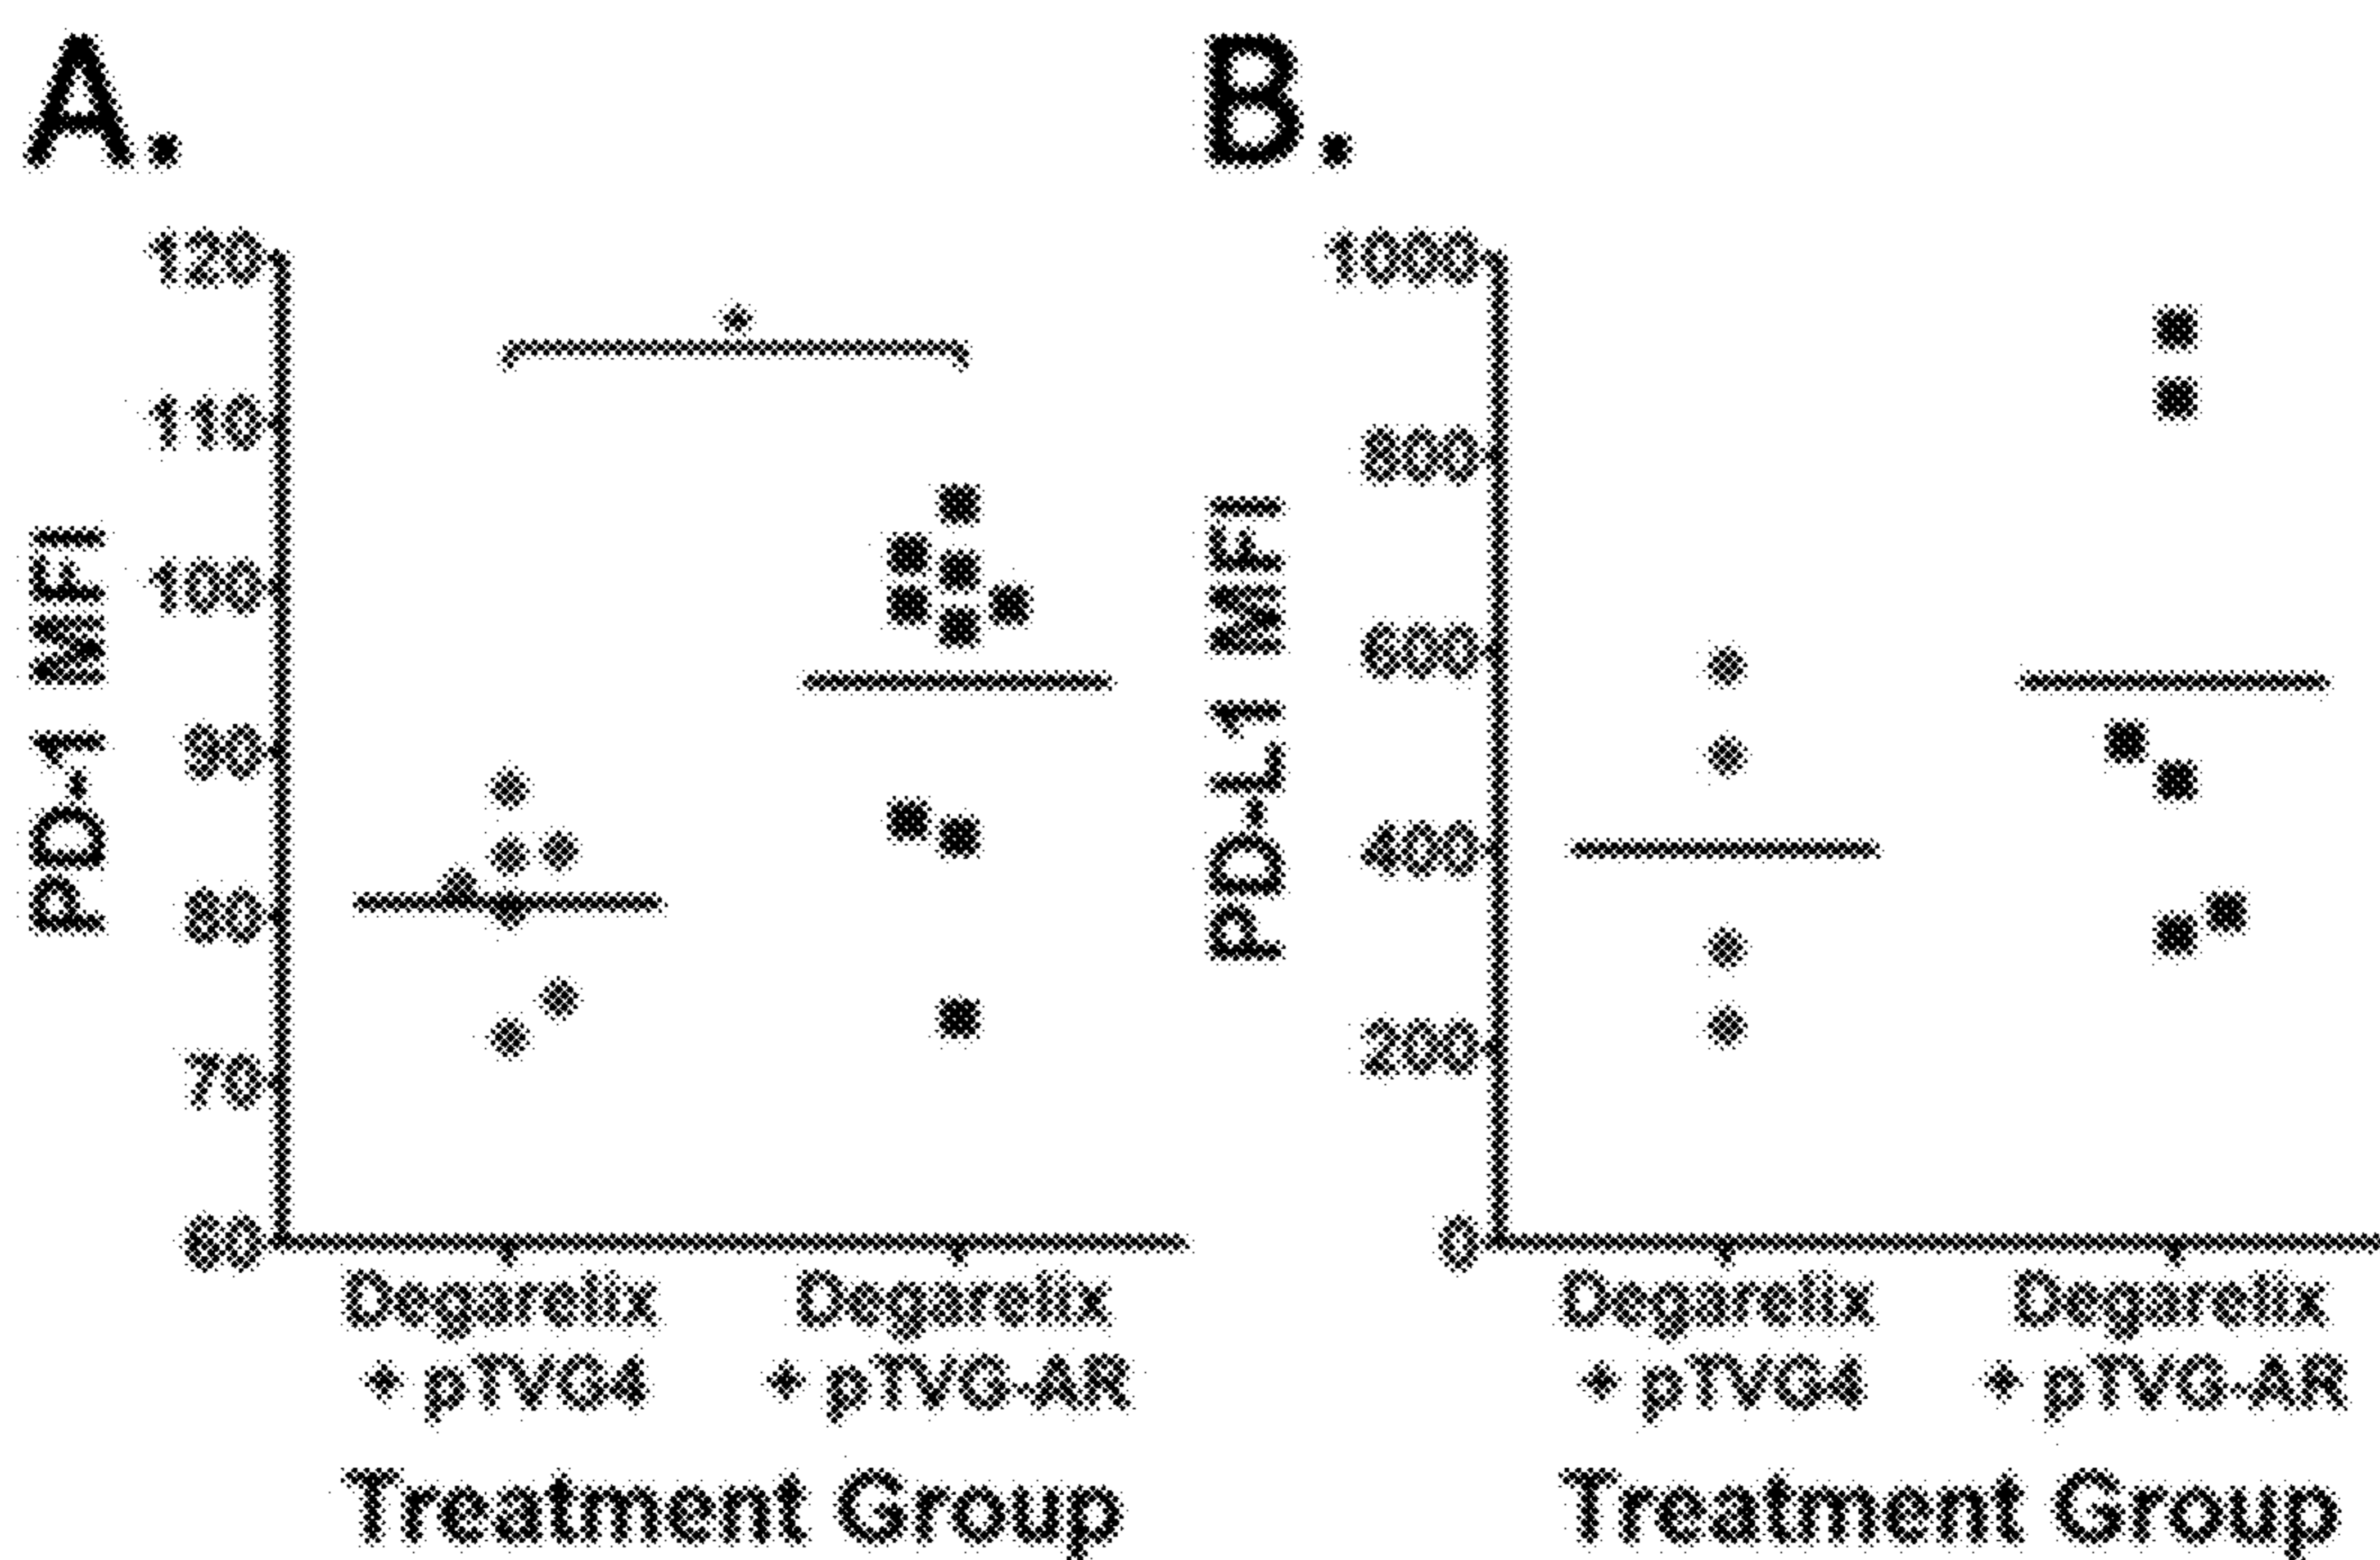 A.
B.
PD-1 MFI
120
110
100
90
80
70
60
*
Degarelix
+ pTVG4
Degarelix
+ pTVG-AR
Treatment Group
PD-L1 MFI
1000
800
600
400
200
0
Degarelix
+ pTVG4
Degarelix
+ pTVG-AR
Treatment Group